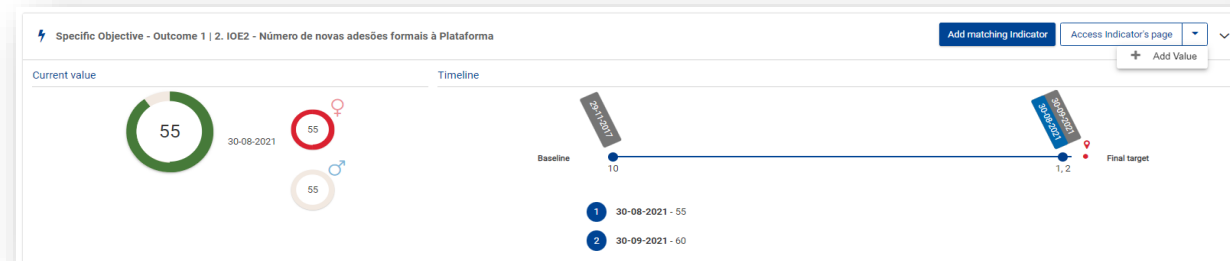 Specific Objective - Outcome 1 | 2. IOE2 - Número de novas adesões formais à Plataforma
Add matching Indicator
Access Indicator's page
+ Add Value
Current value
Timeline
55
30-08-2021
55
55
29-11-2017
30-08-2021
30-09-2021
Baseline
Final target
10
1, 2
1 30-08-2021 - 55
2 30-09-2021 - 60